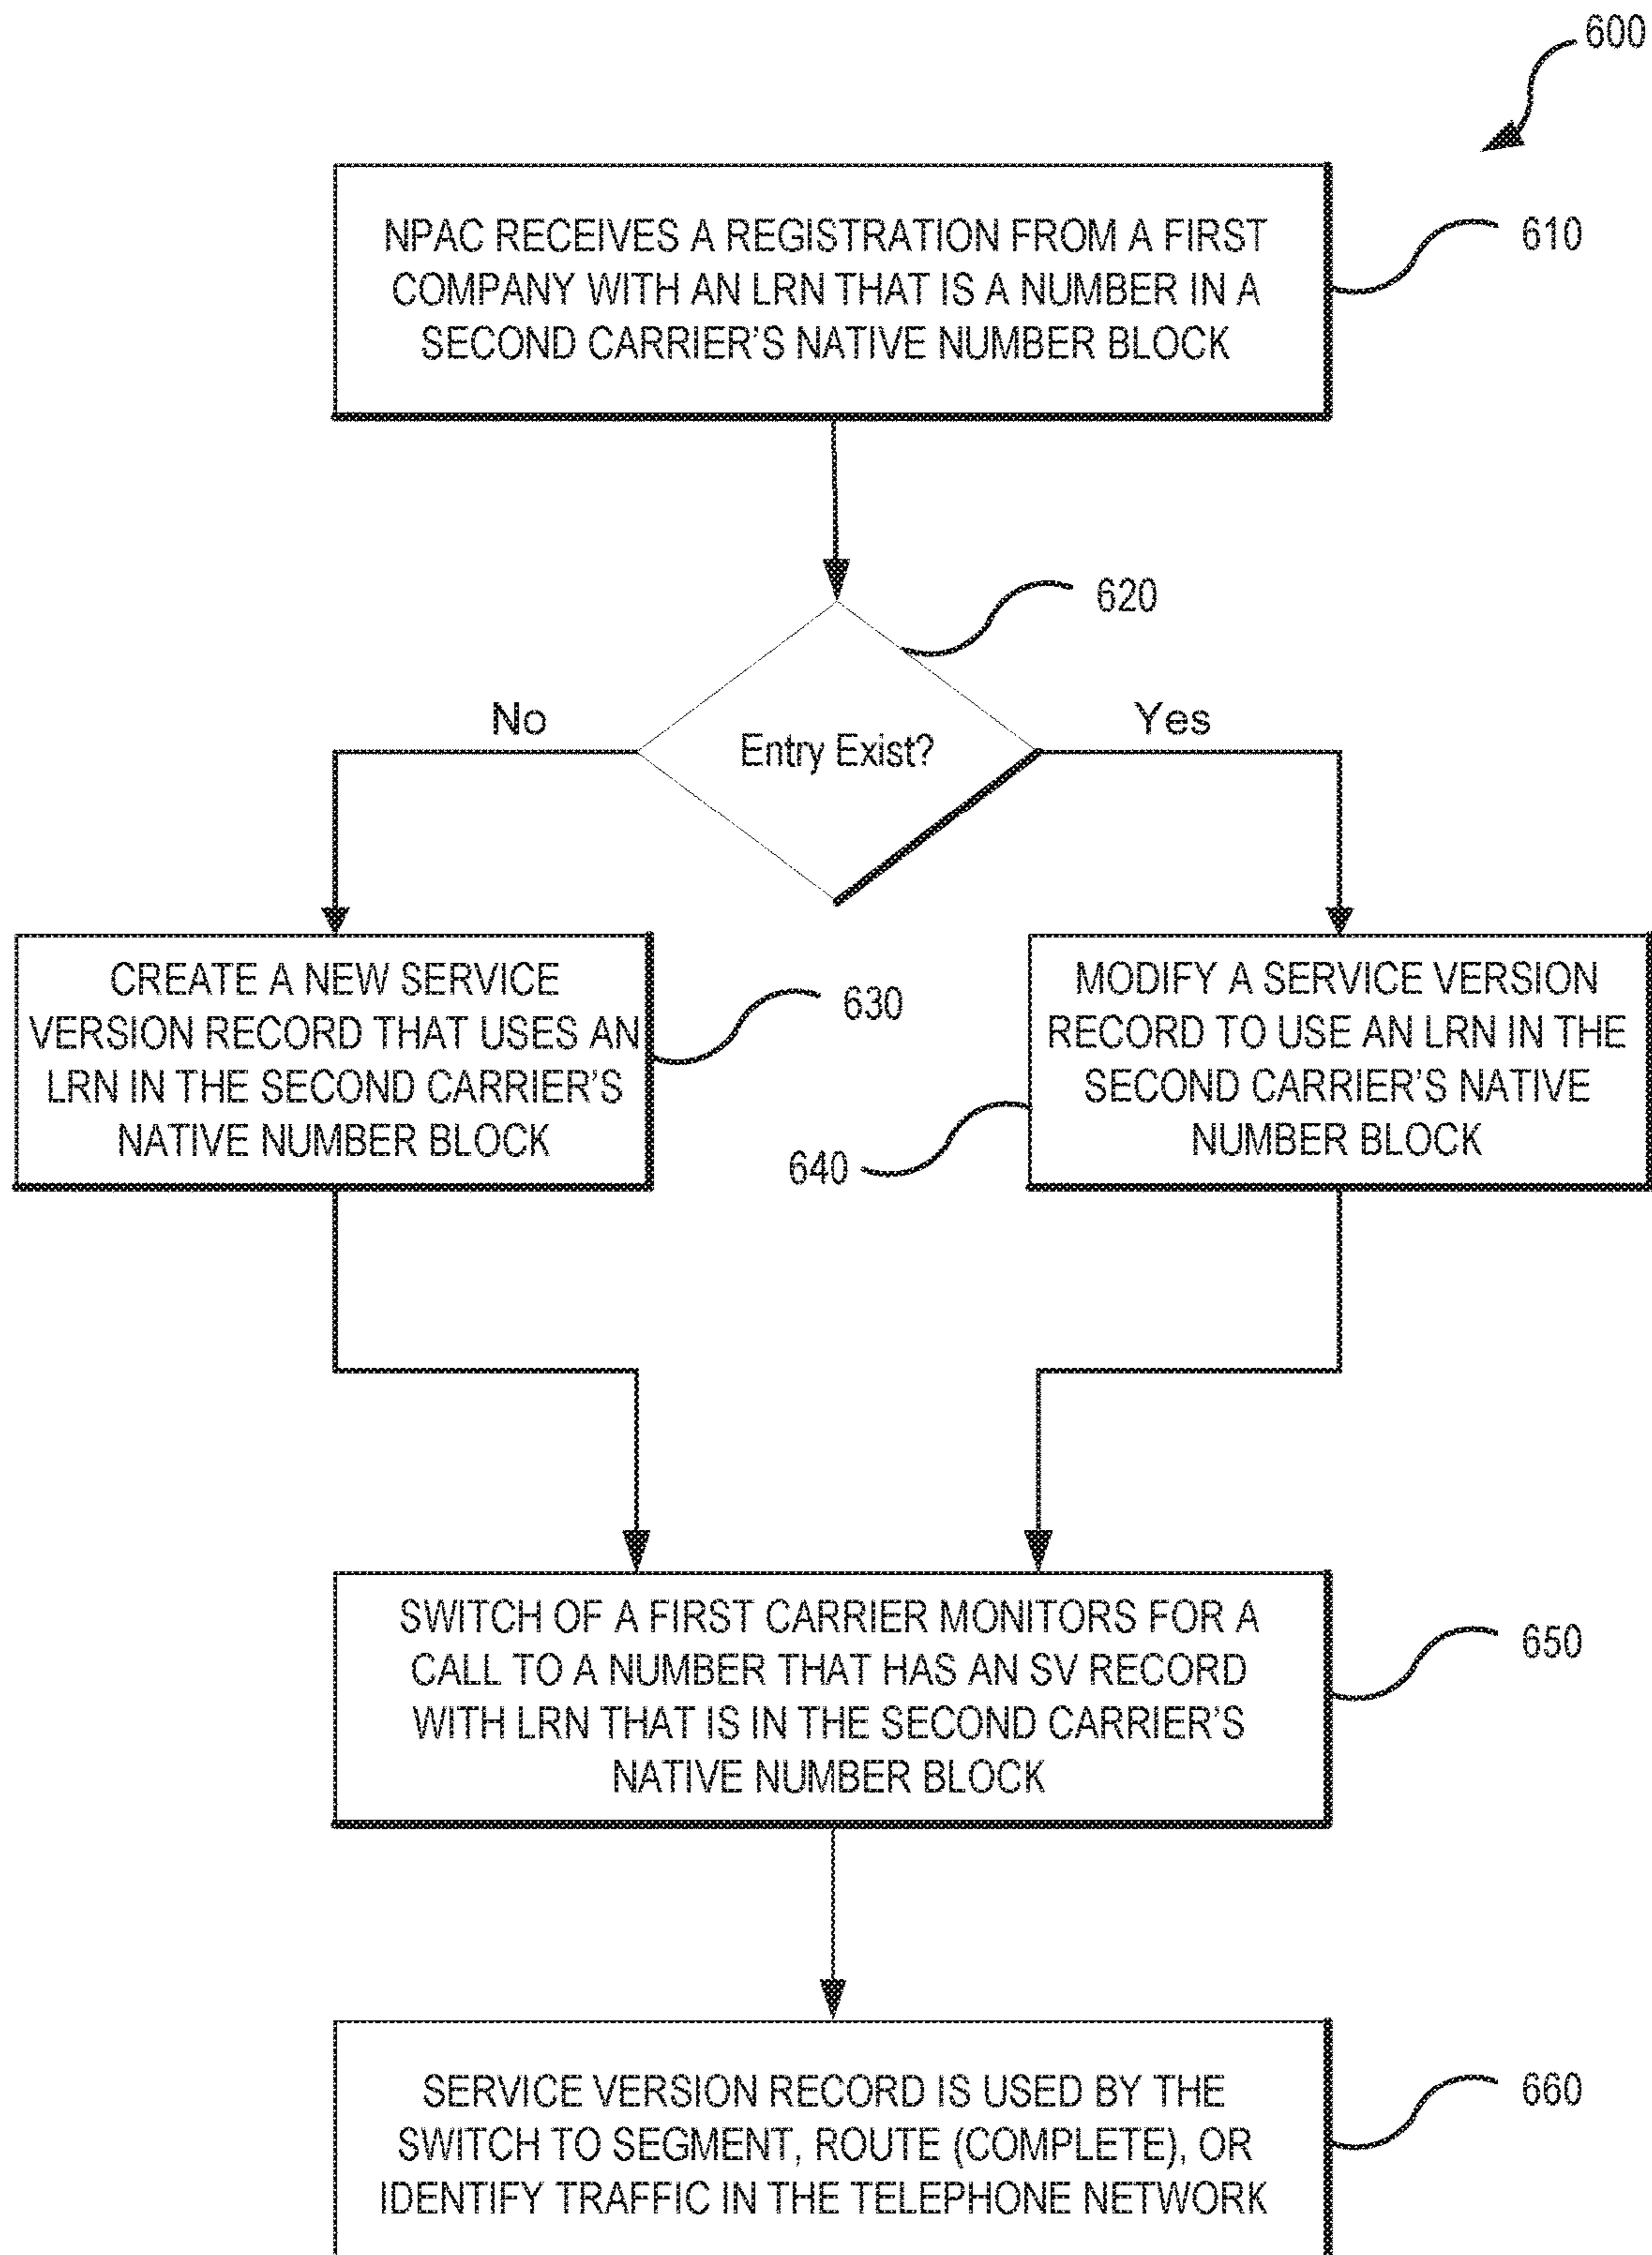 600
NPAC RECEIVES A REGISTRATION FROM A FIRST
COMPANY WITH AN LRN THAT IS A NUMBER IN A
SECOND CARRIER'S NATIVE NUMBER BLOCK
610
620
No
Yes
Entry Exist?
CREATE A NEW SERVICE
VERSION RECORD THAT USES AN
LRN IN THE SECOND CARRIER'S
NATIVE NUMBER BLOCK
630
MODIFY A SERVICE VERSION
RECORD TO USE AN LRN IN THE
SECOND CARRIER'S NATIVE
NUMBER BLOCK
640
SWITCH OF A FIRST CARRIER MONITORS FOR A
CALL TO A NUMBER THAT HAS AN SV RECORD
WITH LRN THAT IS IN THE SECOND CARRIER'S
NATIVE NUMBER BLOCK
650
SERVICE VERSION RECORD IS USED BY THE
SWITCH TO SEGMENT, ROUTE (COMPLETE), OR
IDENTIFY TRAFFIC IN THE TELEPHONE NETWORK
660